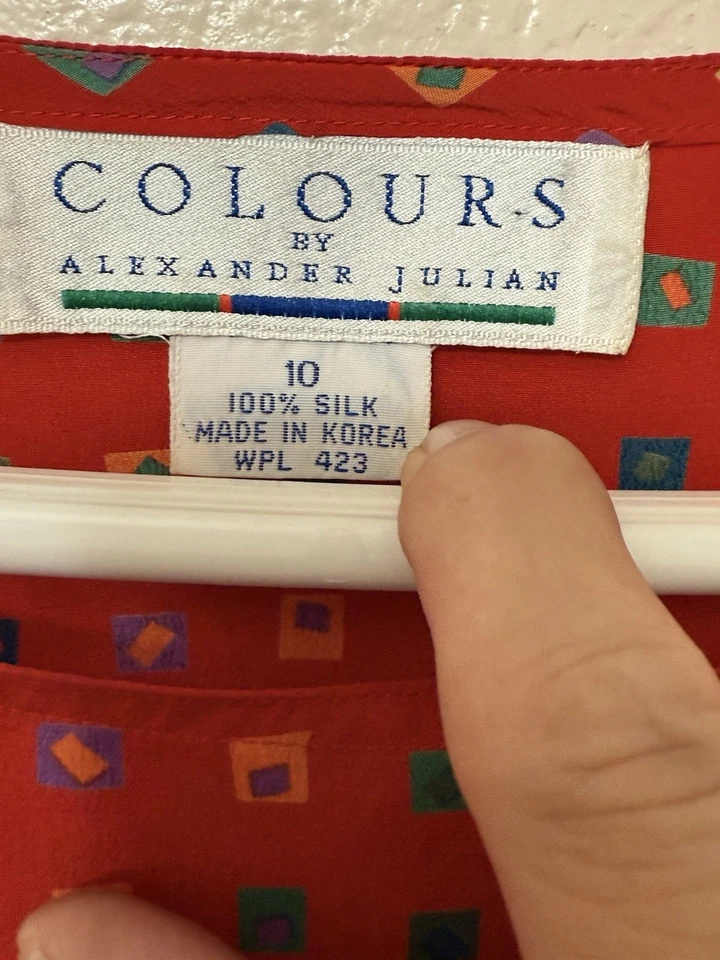 COLOURS
BY
ALEXANDER JULIAN
10
100% SILK
MADE IN KOREA
WPL 423